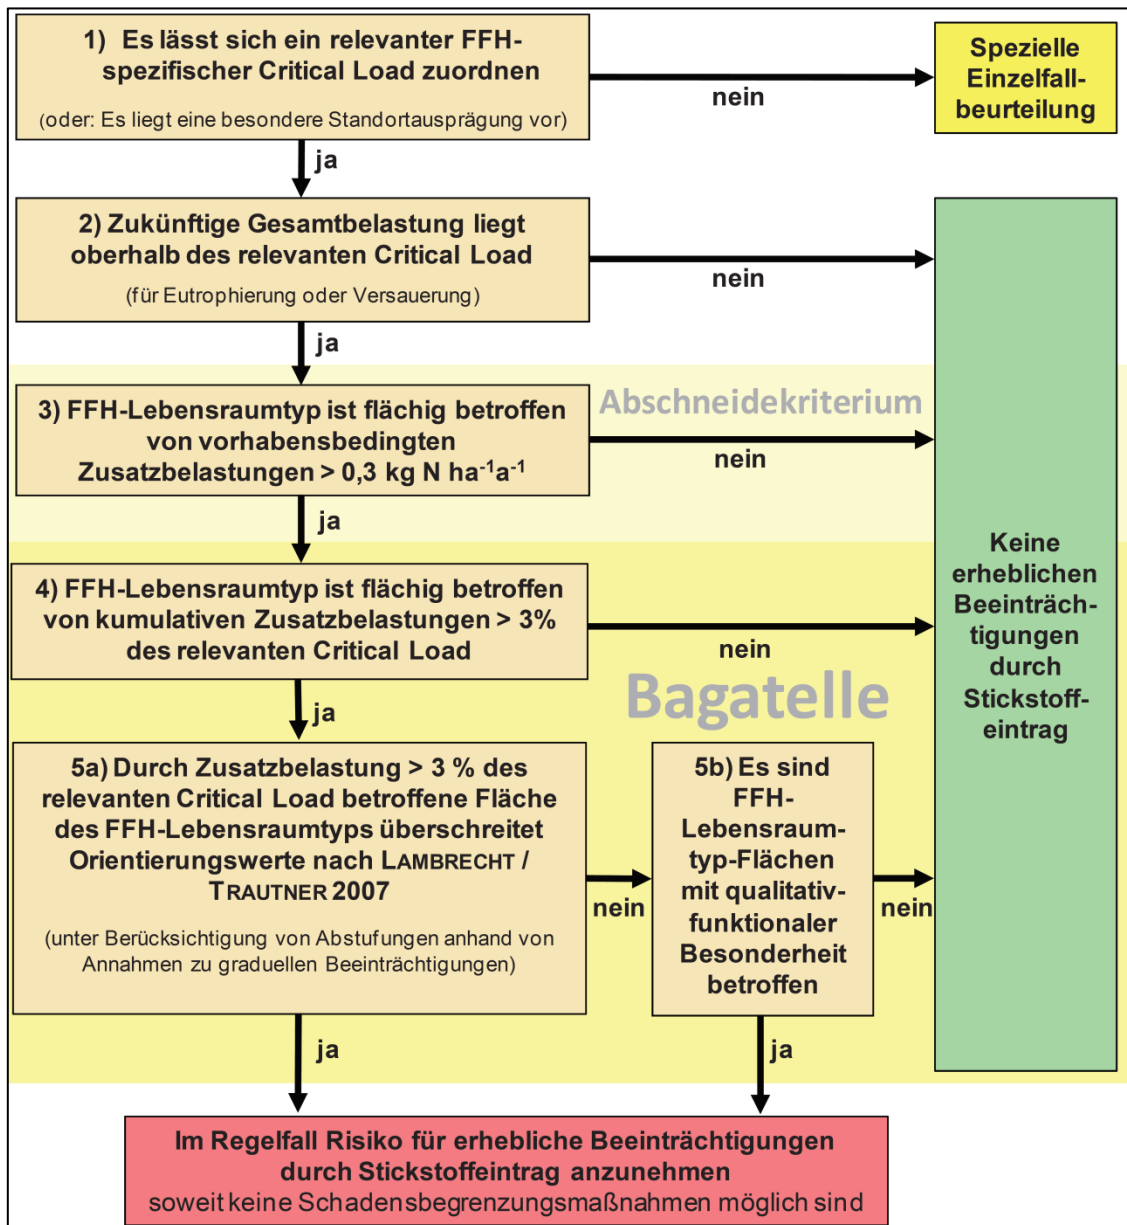 1) Es lässt sich ein relevanter FFH-
spezifischer Critical Load zuordnen
(oder: Es liegt eine besondere Standortausprägung vor)
nein
Spezielle
Einzelfall-
beurteilung
ja
2) Zukünftige Gesamtbelastung liegt
oberhalb des relevanten Critical Load
(für Eutrophierung oder Versauerung)
nein
ja
3) FFH-Lebensraumtyp ist flächig betroffen
von vorhabensbedingten
Zusatzbelastungen > 0,3 kg N ha⁻¹a⁻¹
Abschneidekriterium
nein
ja
4) FFH-Lebensraumtyp ist flächig betroffen
von kumulativen Zusatzbelastungen > 3%
des relevanten Critical Load
nein
Bagatelle
ja
5a) Durch Zusatzbelastung > 3 % des
relevanten Critical Load betroffene Fläche
des FFH-Lebensraumtyps überschreitet
Orientierungswerte nach LAMBRECHT /
TRAUTNER 2007
(unter Berücksichtigung von Abstufungen anhand von
Annahmen zu graduellen Beeinträchtigungen)
nein
5b) Es sind
FFH-
Lebensraum-
typ-Flächen
mit qualitativ-
funktionaler
Besonderheit
betroffen
nein
Keine
erheblichen
Beeinträch-
tigungen
durch
Stickstoff-
eintrag
ja
ja
Im Regelfall Risiko für erhebliche Beeinträchtigungen
durch Stickstoffeintrag anzunehmen
soweit keine Schadensbegrenzungsmaßnahmen möglich sind